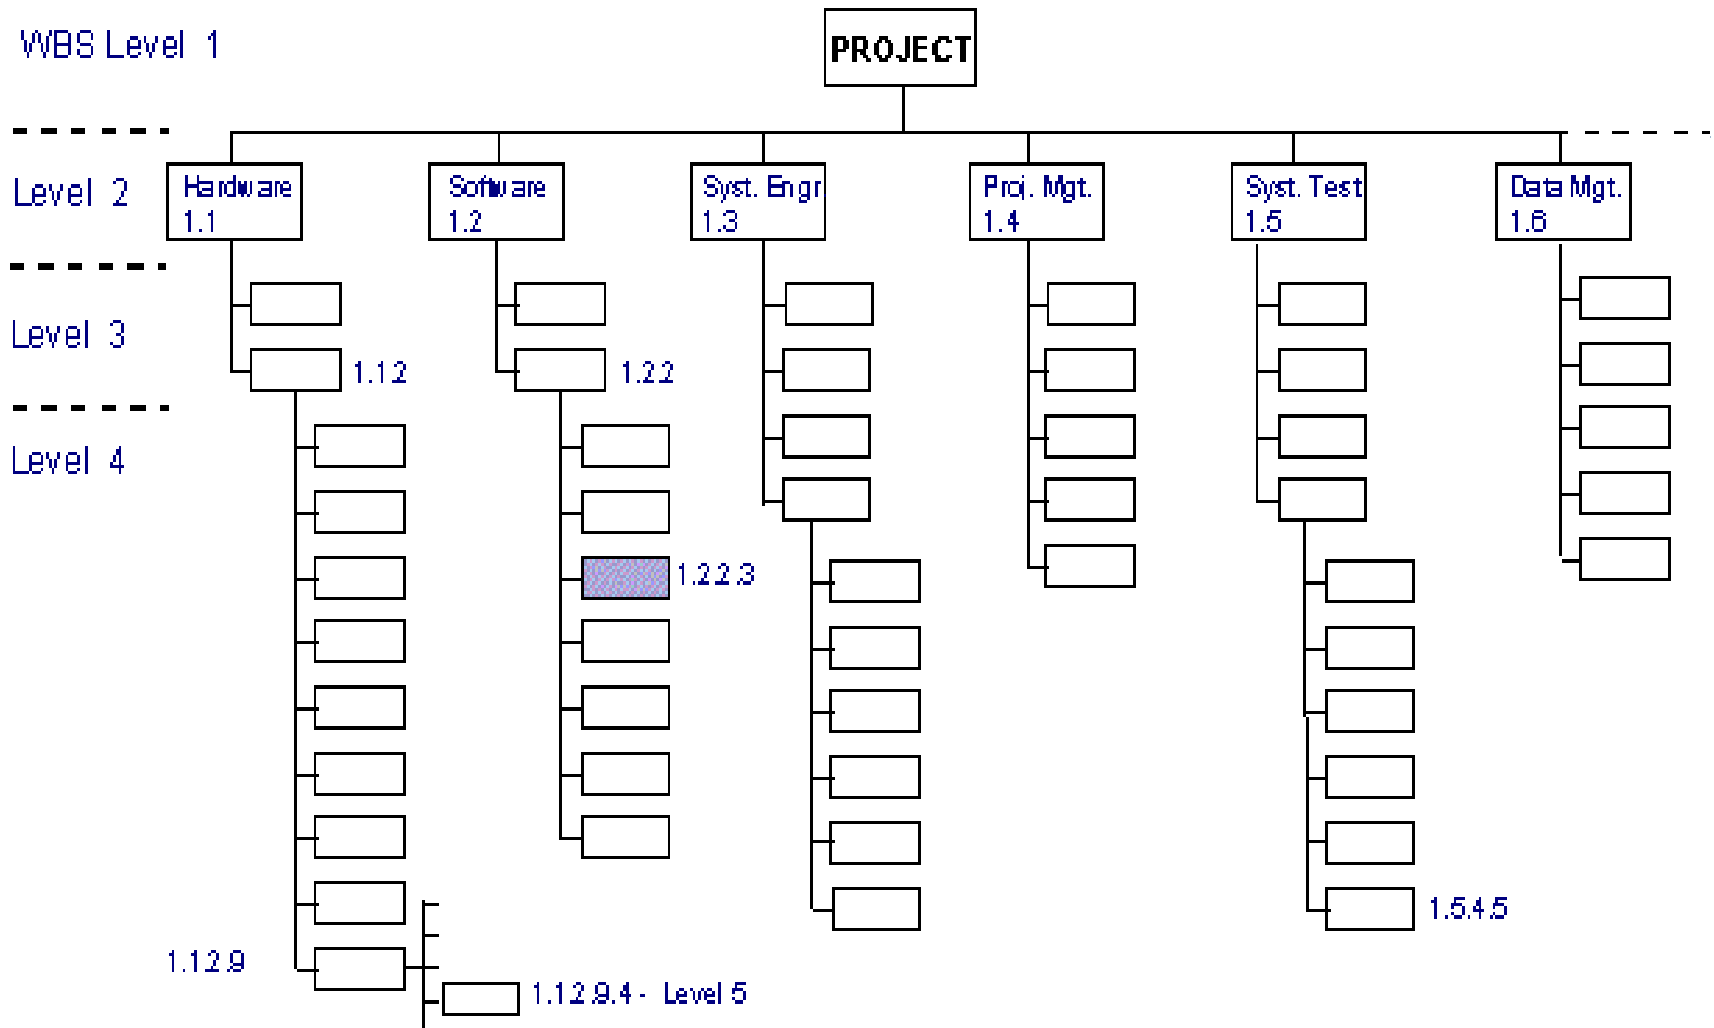 WBS Level 1
PROJECT
Level 2
Hardware
1.1
Software
1.2
Syst. Engr
1.3
Proj. Mgt.
1.4
Syst. Test
1.5
Data Mgt.
1.6
Level 3
1.1.2
1.2.2
Level 4
1.2.2.3
1.5.4.5
1.1.2.9
1.1.2.9.4 - Level 5